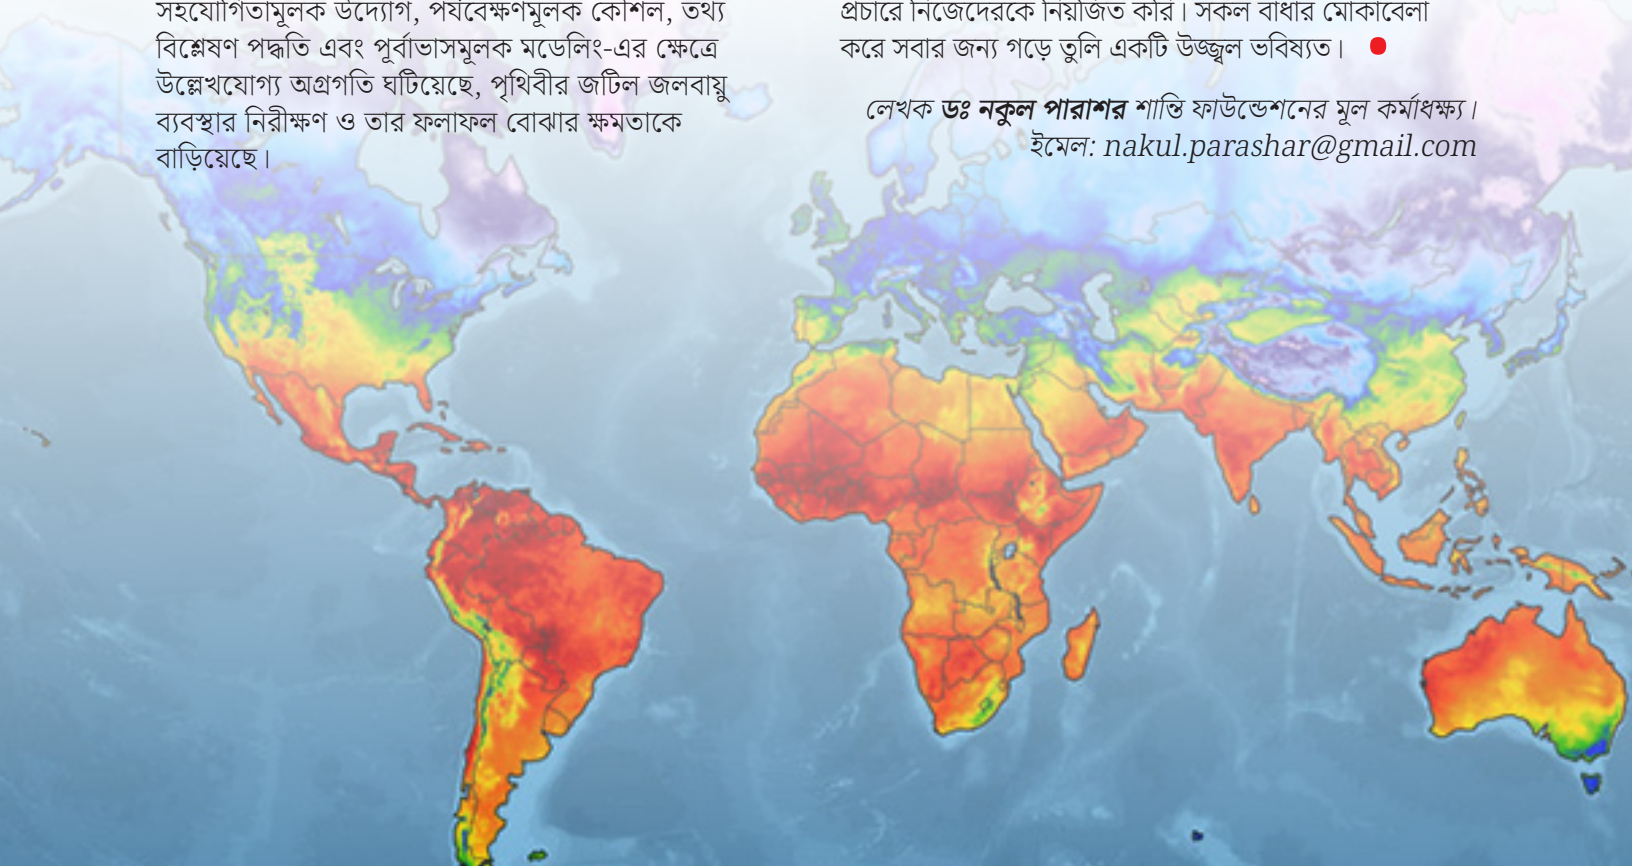 সহযোগিতামূলক উদ্যোগ, পর্যবেক্ষণমূলক কৌশল, তথ্য
বিশ্লেষণ পদ্ধতি এবং পূর্বাভাসমূলক মডেলিং-এর ক্ষেত্রে
উল্লেখযোগ্য অগ্রগতি ঘটিয়েছে, পৃথিবীর জটিল জলবায়ু
ব্যবস্থার নিরীক্ষণ ও তার ফলাফল বোঝার ক্ষমতাকে
বাড়িয়েছে।
প্রচারে নিজেদেরকে নিয়জিত করি। সকল বাধার মোকাবেলা
করে সবার জন্য গড়ে তুলি একটি উজ্জ্বল ভবিষ্যত।
লেখক ডঃ নকুল পারাশর শান্তি ফাউন্ডেশনের মূল কর্মাধক্ষ্য।
ইমেল: nakul.parashar@gmail.com